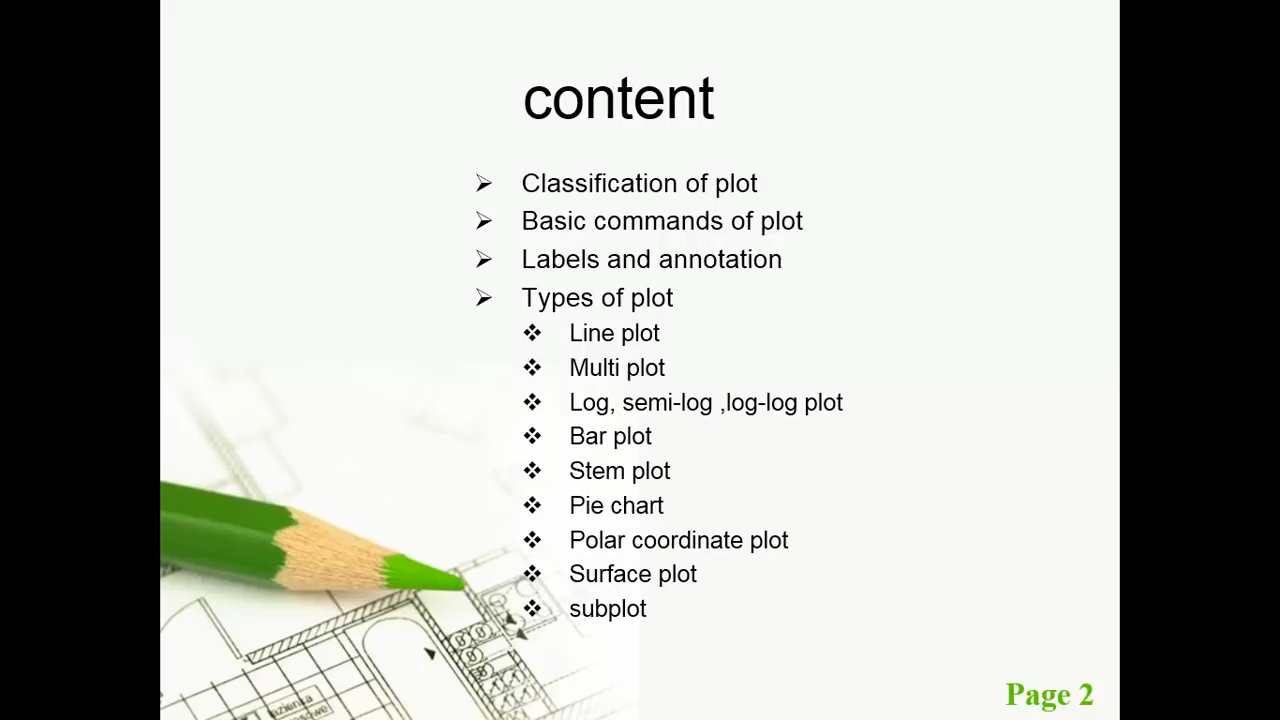 content
➢ Classification of plot
➢ Basic commands of plot
➢ Labels and annotation
➢ Types of plot
❖ Line plot
❖ Multi plot
❖ Log, semi-log ,log-log plot
❖ Bar plot
❖ Stem plot
❖ Pie chart
❖ Polar coordinate plot
❖ Surface plot
❖ subplot
Page 2